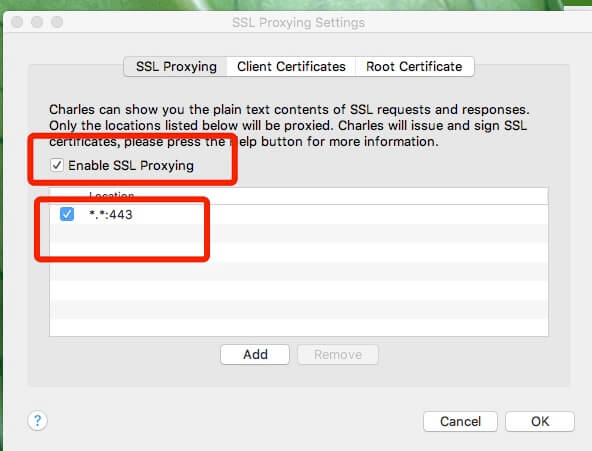 SSL Proxying Settings
SSL Proxying Client Certificates Root Certificate
Charles can show you the plain text contents of SSL requests and responses.
Only the locations listed below will be proxied. Charles will issue and sign SSL
certificates, please press the Help button for more information.
Enable SSL Proxying
Location
*.*:443
Add Remove
? Cancel OK